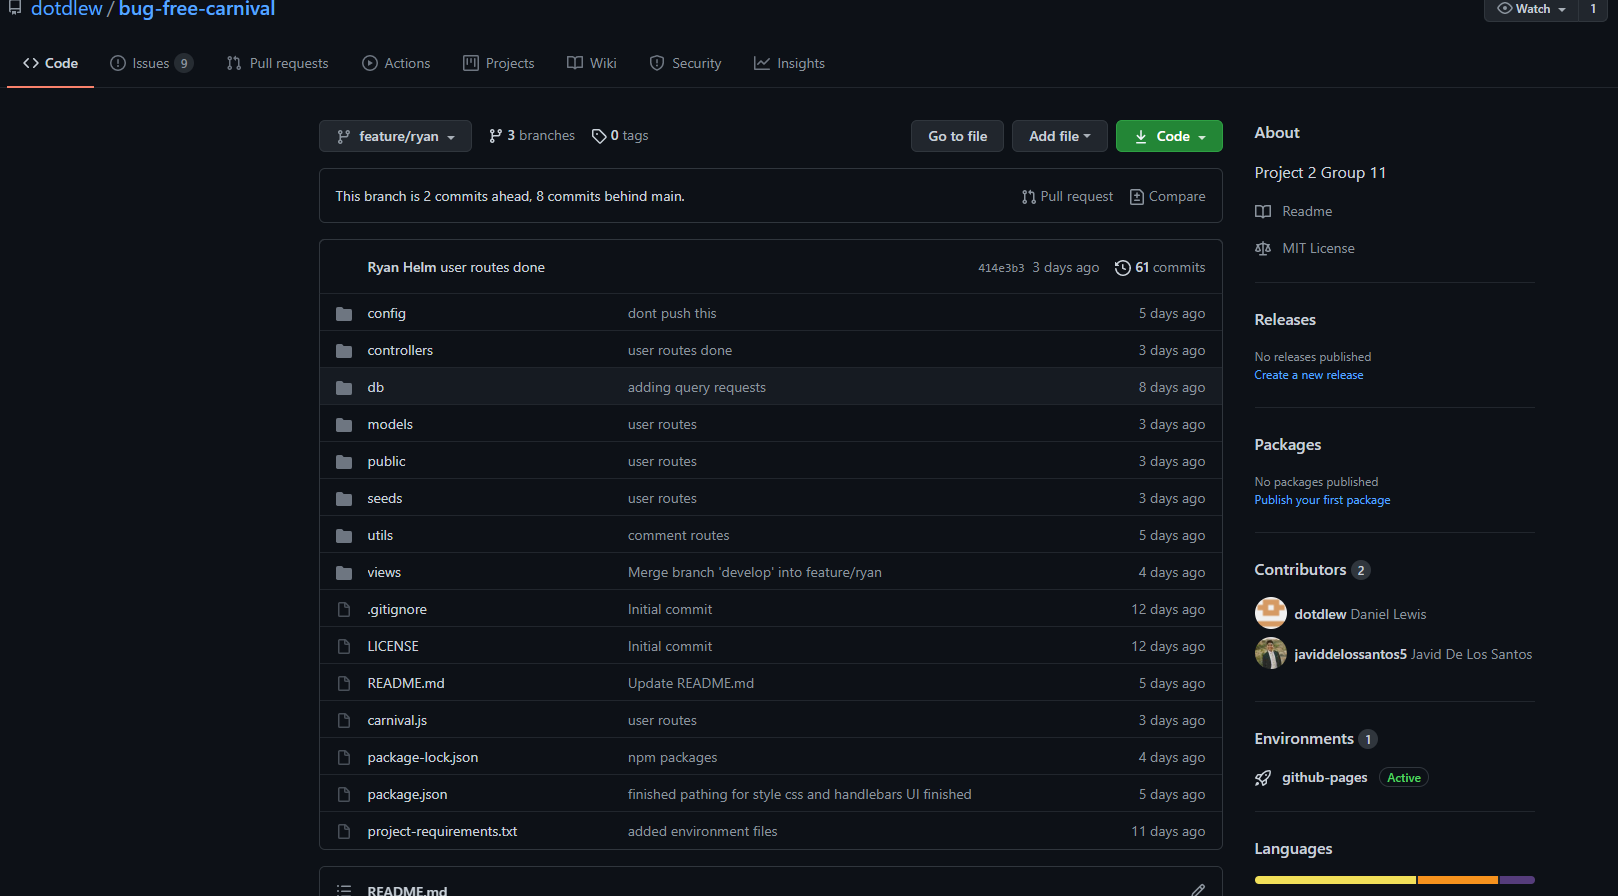 dotdlew / bug-free-carnival
Watch 1
Code Issues 9 Pull requests Actions Projects Wiki Security Insights
feature/ryan 3 branches 0 tags Go to file Add file Code
This branch is 2 commits ahead, 8 commits behind main. Pull request Compare
Ryan Helm user routes done 414e3b3 3 days ago 61 commits
config dont push this 5 days ago
controllers user routes done 3 days ago
db adding query requests 8 days ago
models user routes 3 days ago
public user routes 3 days ago
seeds user routes 3 days ago
utils comment routes 5 days ago
views Merge branch 'develop' into feature/ryan 4 days ago
.gitignore Initial commit 12 days ago
LICENSE Initial commit 12 days ago
README.md Update README.md 5 days ago
carnival.js user routes 3 days ago
package-lock.json npm packages 4 days ago
package.json finished pathing for style css and handlebars UI finished 5 days ago
project-requirements.txt added environment files 11 days ago
README.md
About
Project 2 Group 11
Readme
MIT License
Releases
No releases published
Create a new release
Packages
No packages published
Publish your first package
Contributors 2
dotdlew Daniel Lewis
javiddelossantos5 Javid De Los Santos
Environments 1
github-pages Active
Languages